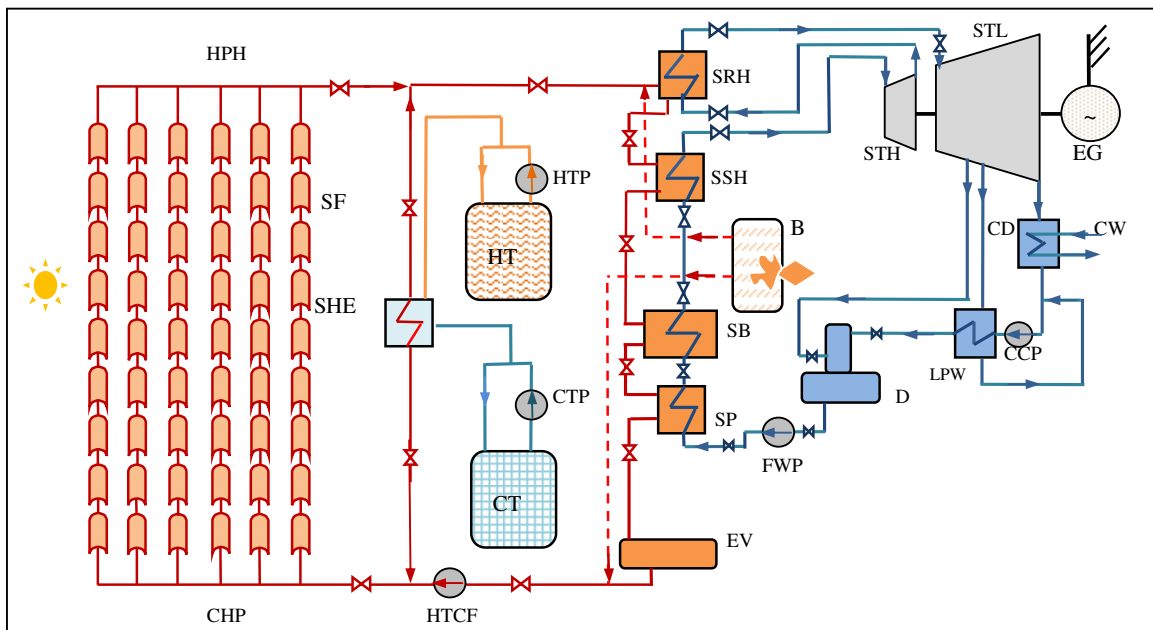 HPH
SRH
STL
STH
EG
~
HTP
SSH
SF
B
HT
CD
CW
SHE
SB
CCP
LPW
CTP
SP
D
FWP
CT
EV
CHP
HTCF